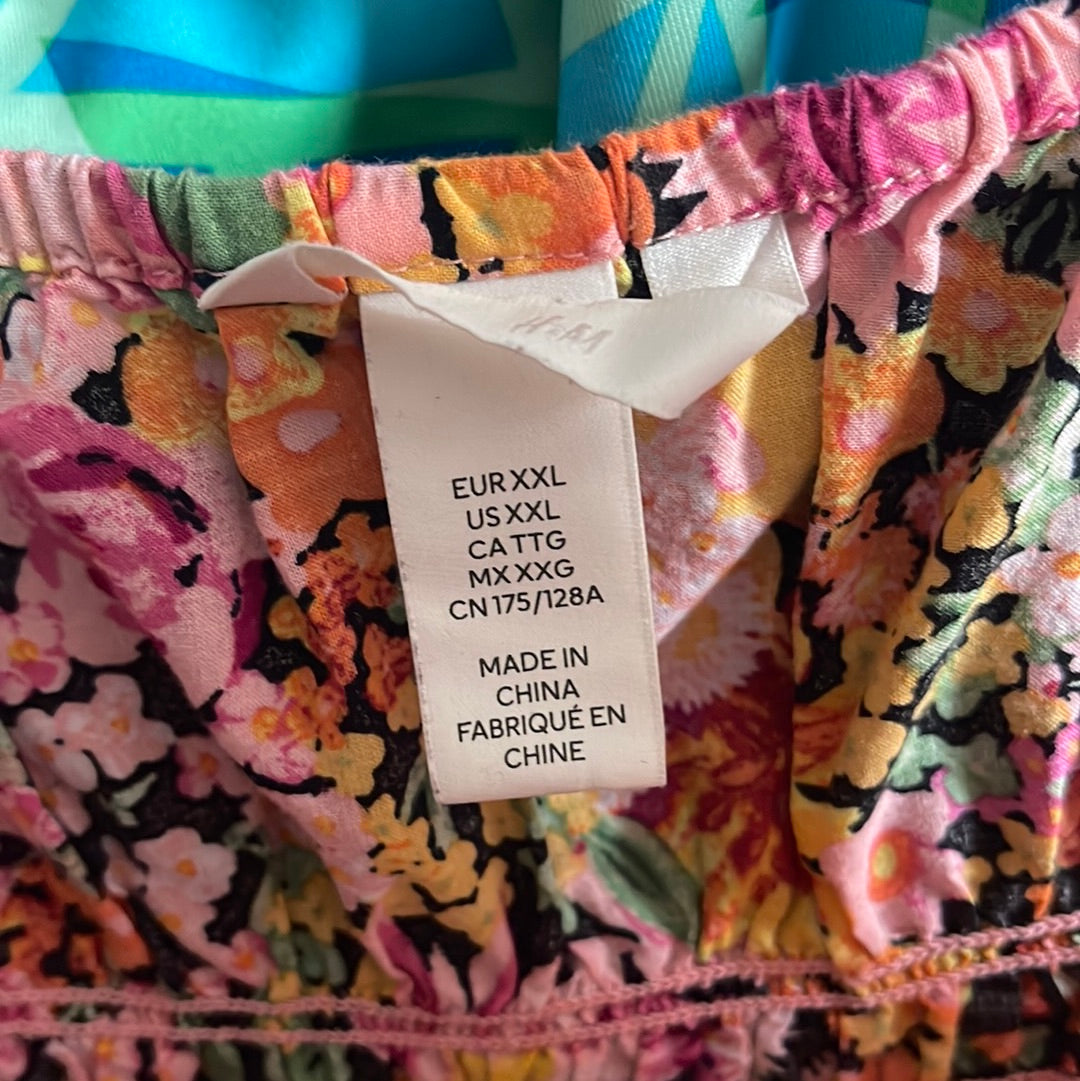 H&M
EUR XXL
US XXL
CA TTG
MX XXG
CN 175/128A
MADE IN
CHINA
FABRIQUÉ EN
CHINE